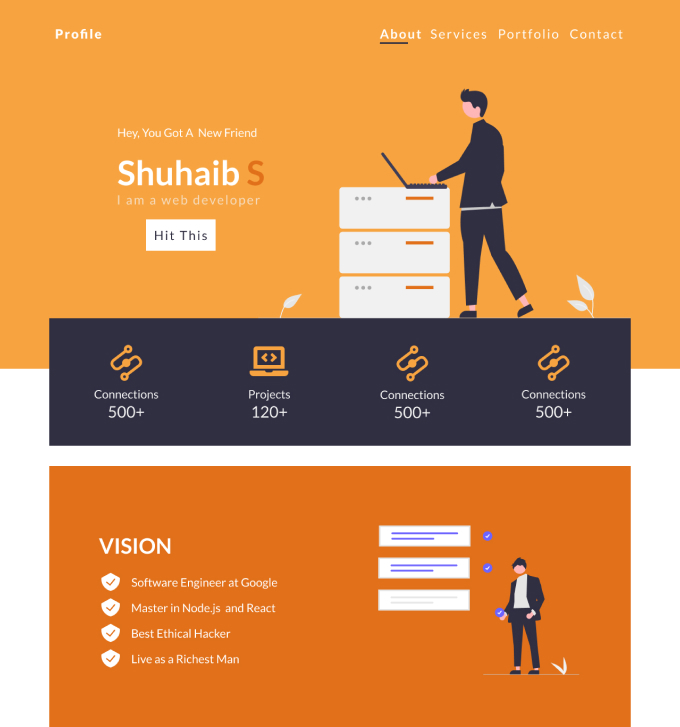 Profile
About Services Portfolio Contact
Hey, You Got A New Friend
Shuhaib S
I am a web developer
Hit This
Connections
500+
Projects
120+
Connections
500+
Connections
500+
VISION
Software Engineer at Google
Master in Node.js and React
Best Ethical Hacker
Live as a Richest Man